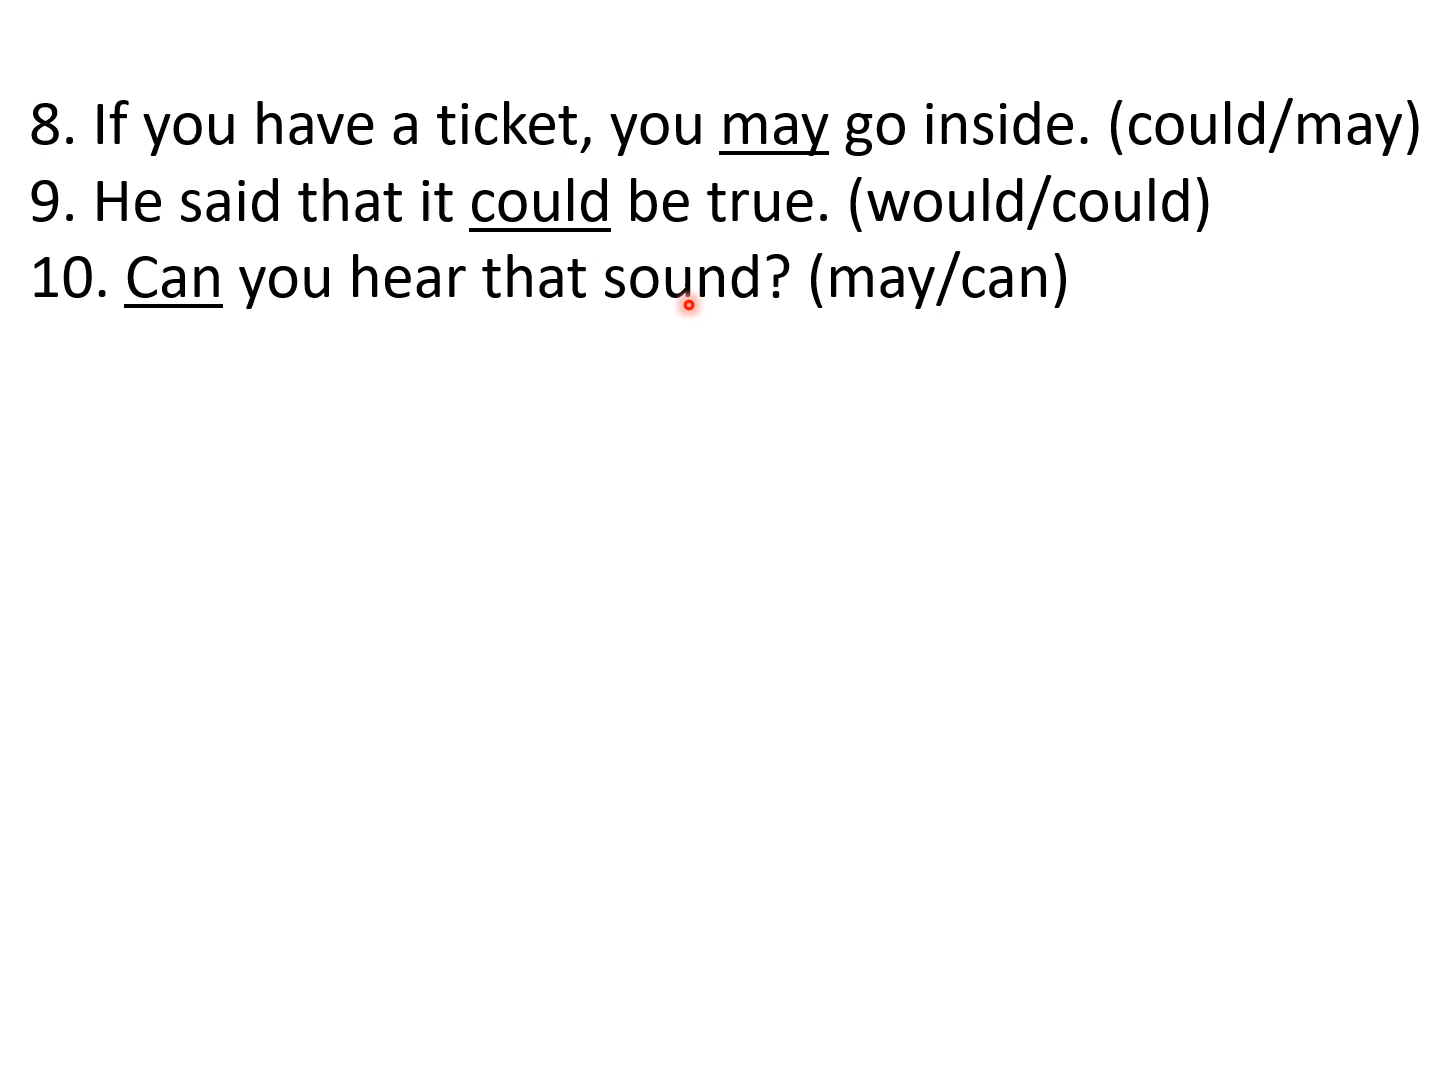 8. If you have a ticket, you may go inside. (could/may)
9. He said that it could be true. (would/could)
10. Can you hear that sound? (may/can)